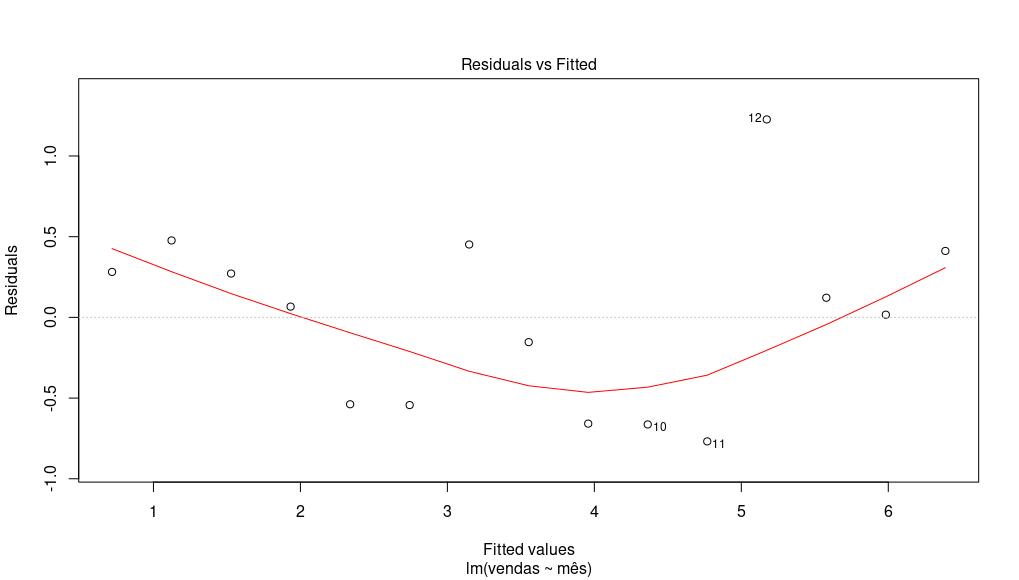 Residuals vs Fitted
Residuals
1.0
0.5
0.0
-0.5
-1.0
12
10
11
1 2 3 4 5 6
Fitted values
lm(vendas ~ mês)